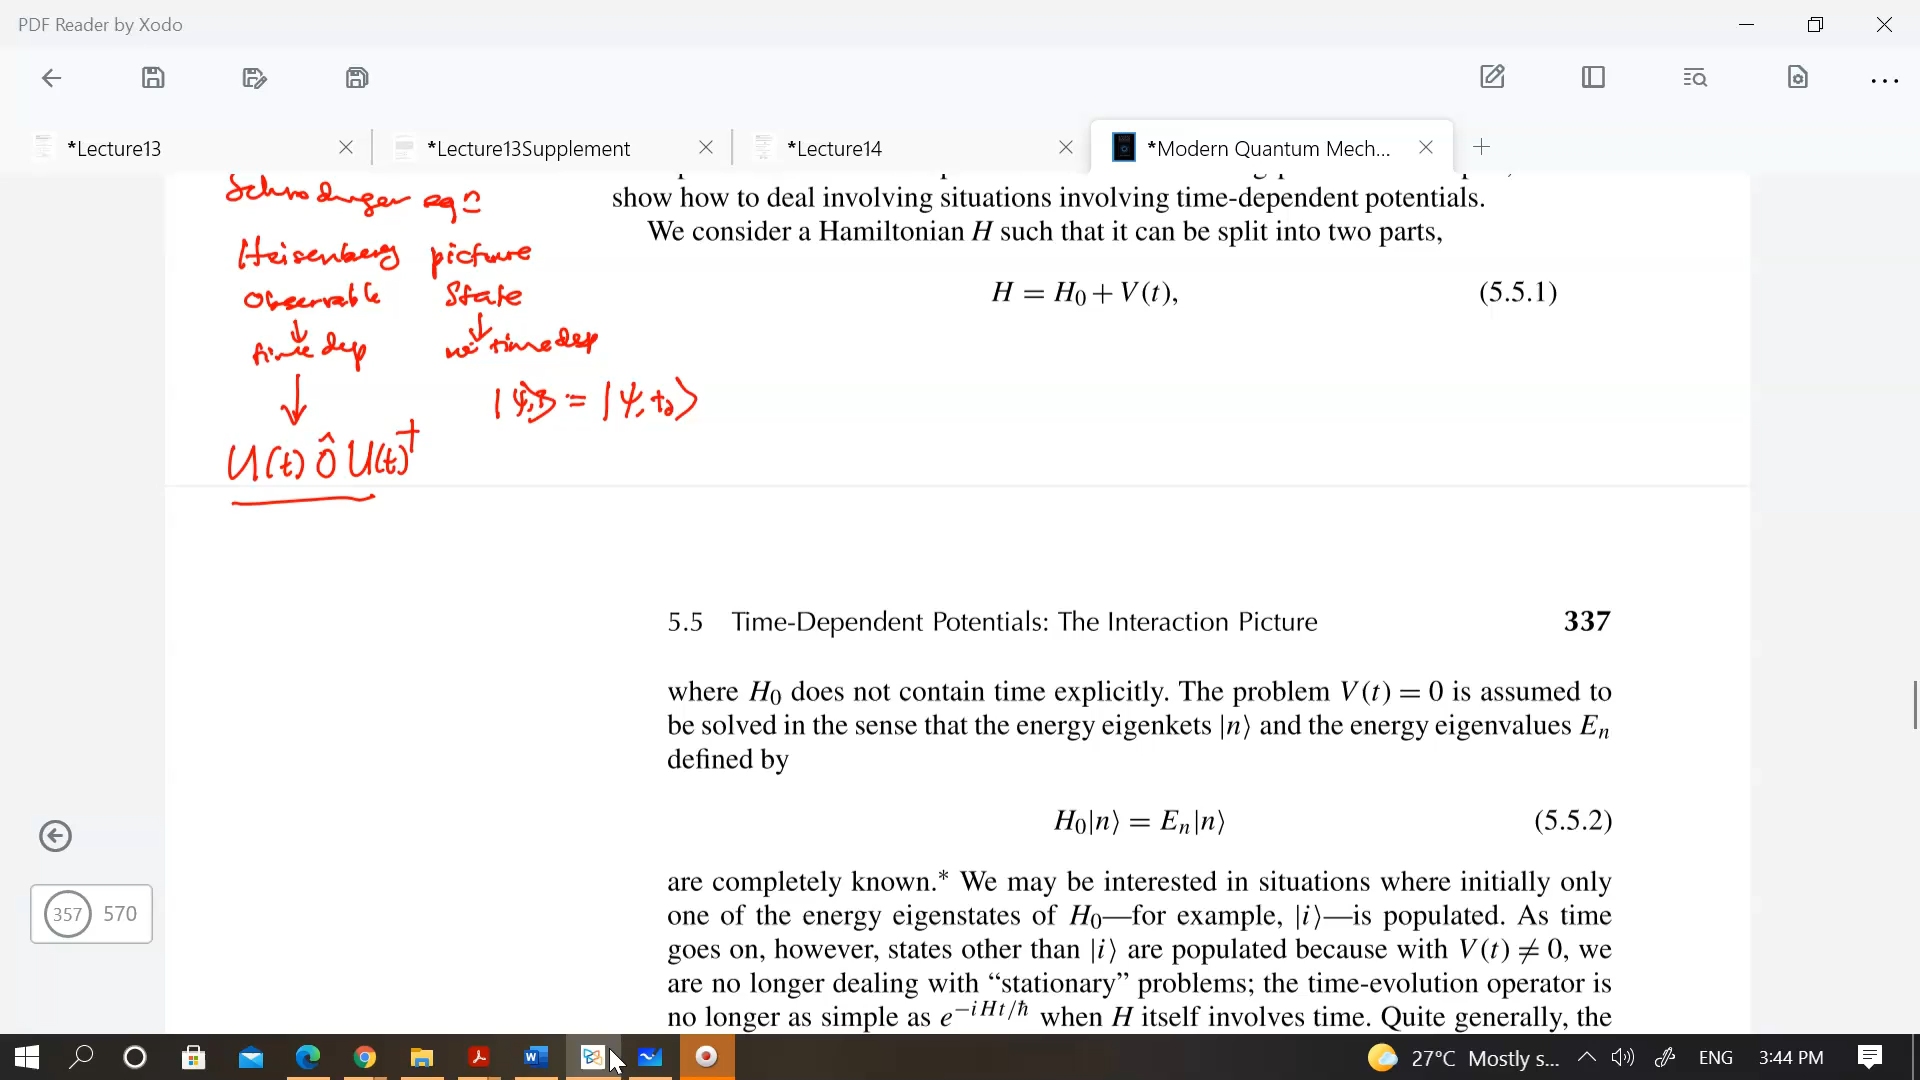 PDF Reader by Xodo
*Lecture13
*Lecture13Supplement
*Lecture14
*Modern Quantum Mech...
Schrodinger eqn
Heisenberg picture
Observable State
↓ ↓
time dep no time dep
↓
|ψ,t⟩ = |ψ,t₀⟩
U(t) Ô U(t)†
show how to deal involving situations involving time-dependent potentials.
We consider a Hamiltonian H such that it can be split into two parts,
H = H₀ + V(t), (5.5.1)
5.5 Time-Dependent Potentials: The Interaction Picture 337
where H₀ does not contain time explicitly. The problem V(t) = 0 is assumed to
be solved in the sense that the energy eigenkets |n⟩ and the energy eigenvalues Eₙ
defined by
H₀|n⟩ = Eₙ|n⟩ (5.5.2)
are completely known.* We may be interested in situations where initially only
one of the energy eigenstates of H₀—for example, |i⟩—is populated. As time
goes on, however, states other than |i⟩ are populated because with V(t) ≠ 0, we
are no longer dealing with “stationary” problems; the time-evolution operator is
no longer as simple as e^{−iHt/ħ} when H itself involves time. Quite generally, the
357 570
27°C Mostly s... ENG 3:44 PM